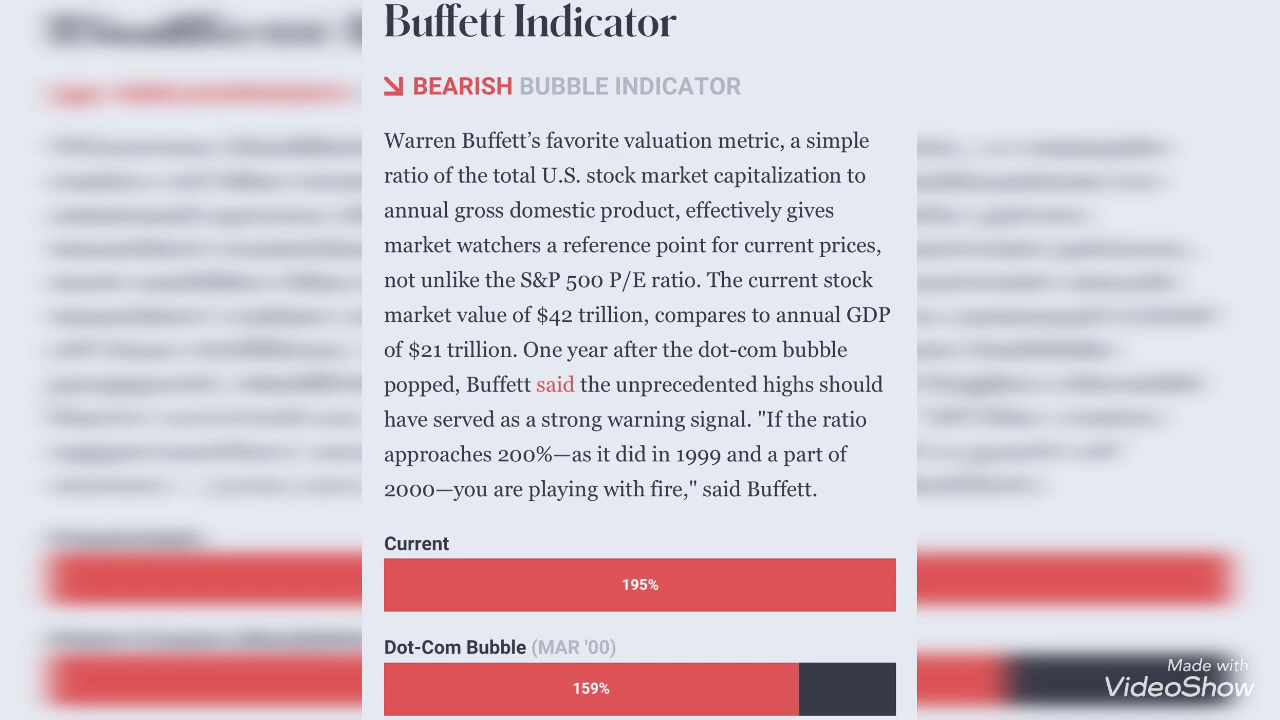 Buffett Indicator
BEARISH BUBBLE INDICATOR
Warren Buffett’s favorite valuation metric, a simple
ratio of the total U.S. stock market capitalization to
annual gross domestic product, effectively gives
market watchers a reference point for current prices,
not unlike the S&P 500 P/E ratio. The current stock
market value of $42 trillion, compares to annual GDP
of $21 trillion. One year after the dot-com bubble
popped, Buffett said the unprecedented highs should
have served as a strong warning signal. "If the ratio
approaches 200%—as it did in 1999 and a part of
2000—you are playing with fire," said Buffett.
Current
195%
Dot-Com Bubble (MAR '00)
159%
Made with
VideoShow